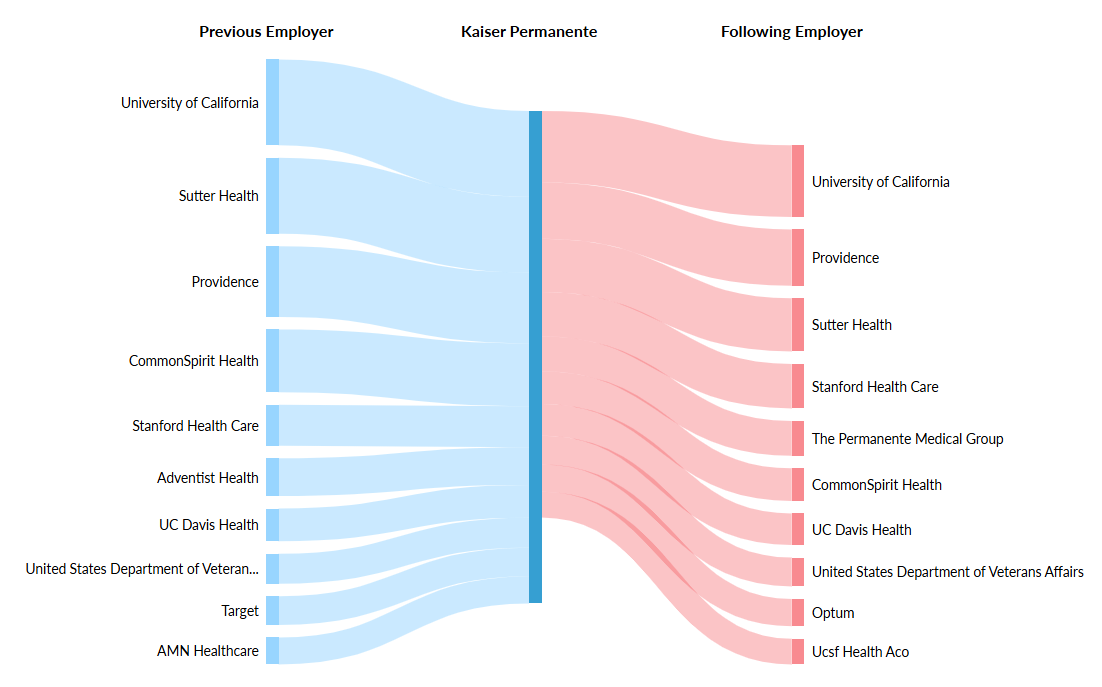 Previous Employer
Kaiser Permanente
Following Employer
University of California
Sutter Health
Providence
CommonSpirit Health
Stanford Health Care
Adventist Health
UC Davis Health
United States Department of Veteran...
Target
AMN Healthcare
University of California
Providence
Sutter Health
Stanford Health Care
The Permanente Medical Group
CommonSpirit Health
UC Davis Health
United States Department of Veterans Affairs
Optum
Ucsf Health Aco